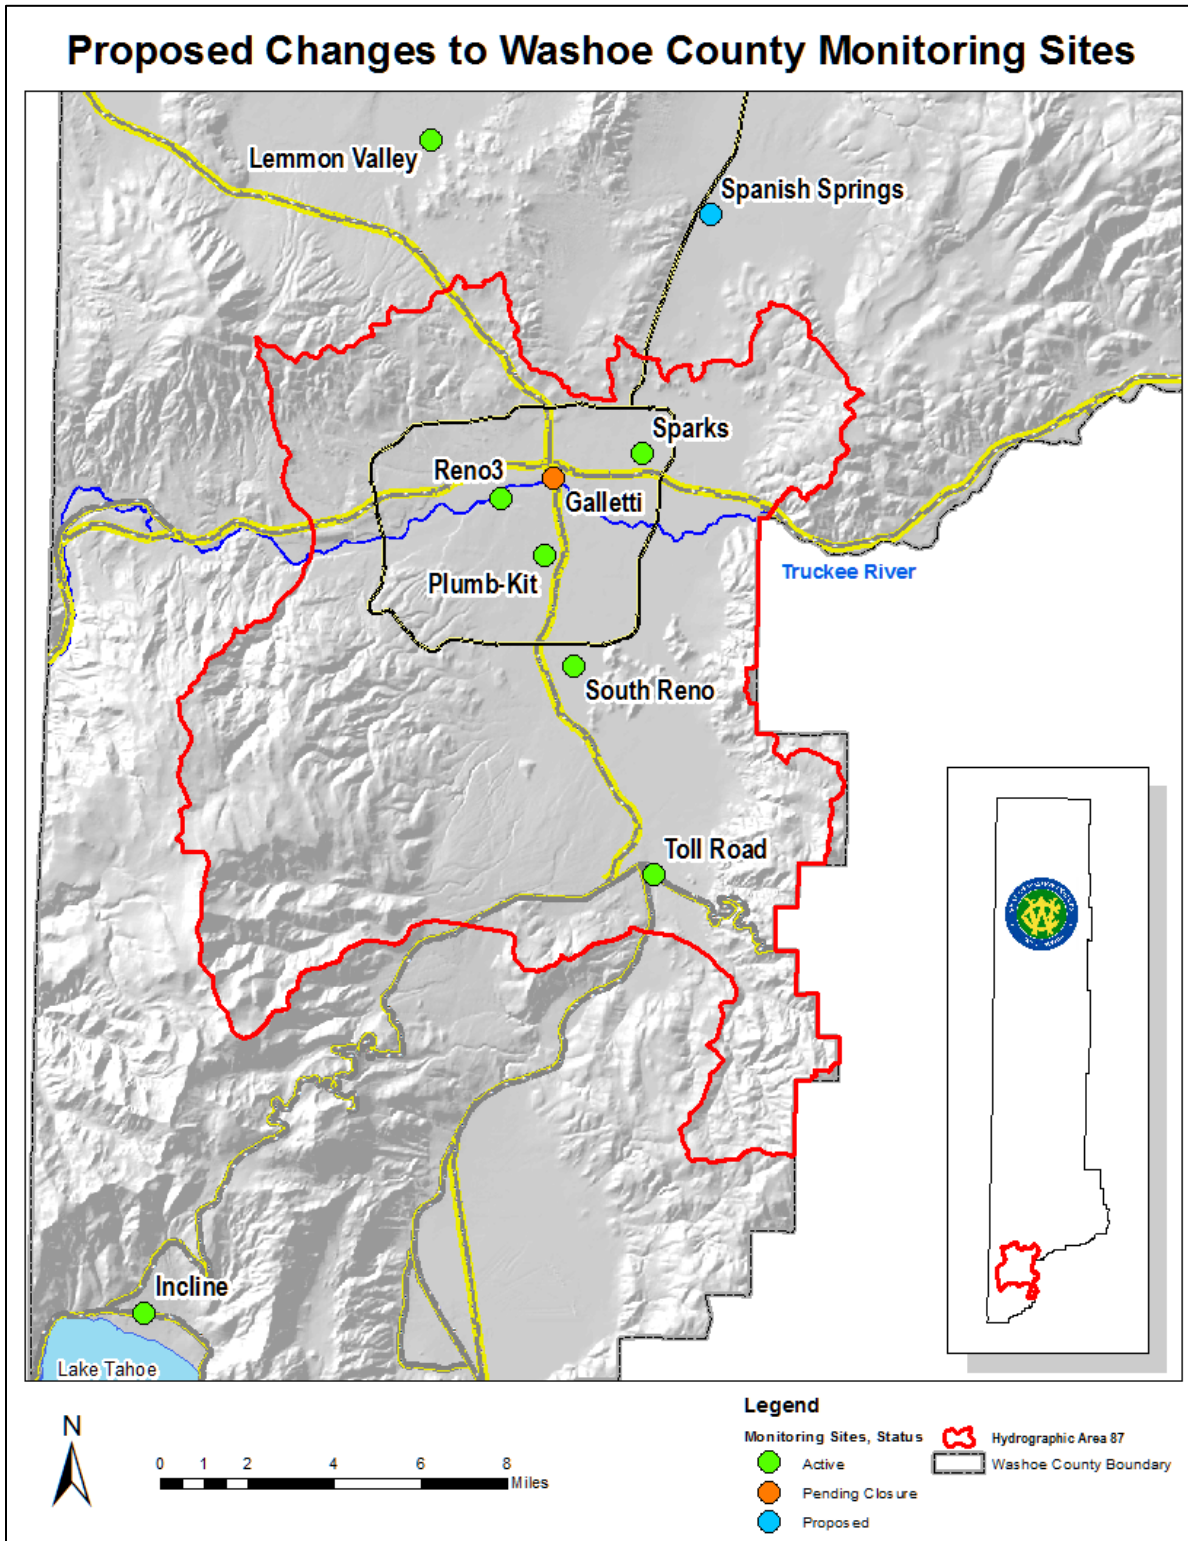 Proposed Changes to Washoe County Monitoring Sites
Lemmon Valley
Spanish Springs
Sparks
Reno3
Galletti
Truckee River
Plumb-Kit
South Reno
Toll Road
Incline
Lake Tahoe
N
0 1 2 4 6 8
Miles
Legend
Monitoring Sites, Status
Active
Pending Closure
Proposed
Hydrographic Area 87
Washoe County Boundary